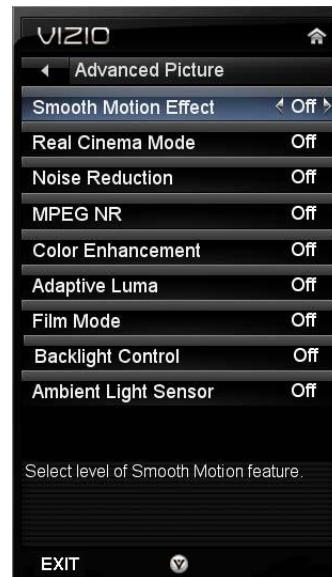 VIZIO
Advanced Picture
Smooth Motion Effect Off
Real Cinema Mode Off
Noise Reduction Off
MPEG NR Off
Color Enhancement Off
Adaptive Luma Off
Film Mode Off
Backlight Control Off
Ambient Light Sensor Off
Select level of Smooth Motion feature.
EXIT